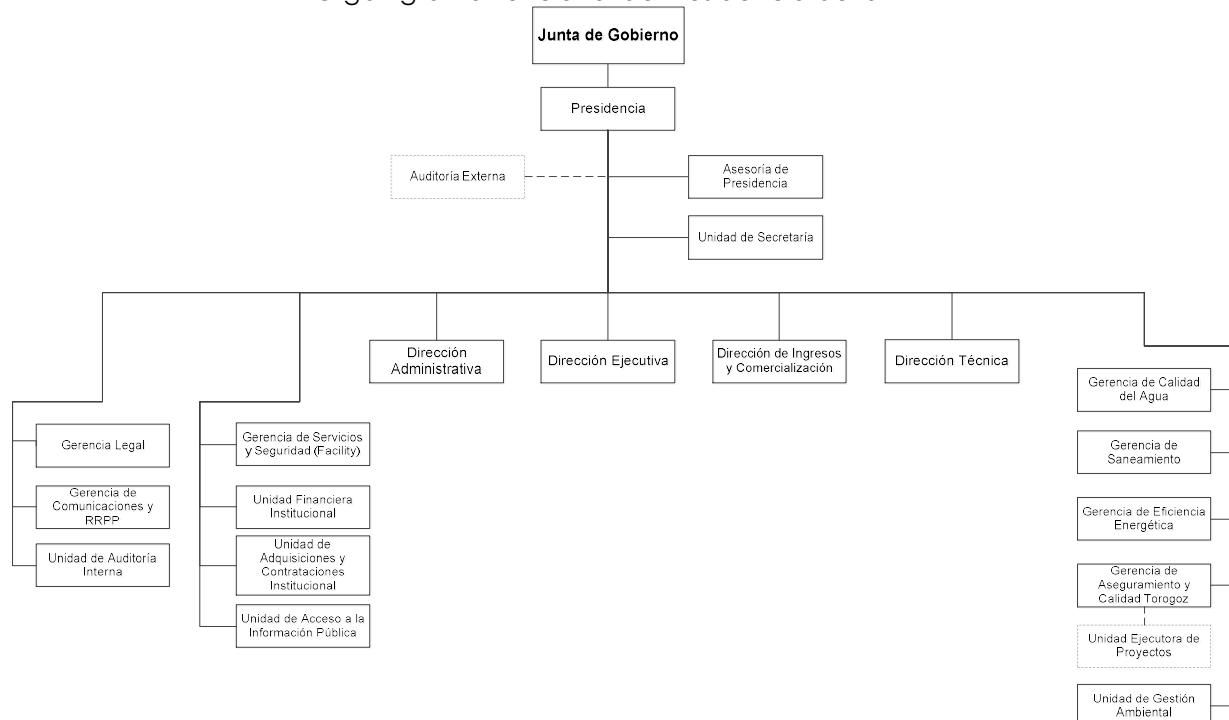 Junta de Gobierno
Presidencia
Auditoría Externa
Asesoría de
Presidencia
Unidad de Secretaría
Dirección
Administrativa
Dirección Ejecutiva
Dirección de Ingresos
y Comercialización
Dirección Técnica
Gerencia Legal
Gerencia de
Comunicaciones y
RRPP
Unidad de Auditoría
Interna
Gerencia de Servicios
y Seguridad (Facility)
Unidad Financiera
Institucional
Unidad de
Adquisiciones y
Contrataciones
Institucional
Unidad de Acceso a la
Información Pública
Gerencia de Calidad
del Agua
Gerencia de
Saneamiento
Gerencia de Eficiencia
Energética
Gerencia de
Aseguramiento y
Calidad Torogoz
Unidad Ejecutora de
Proyectos
Unidad de Gestión
Ambiental